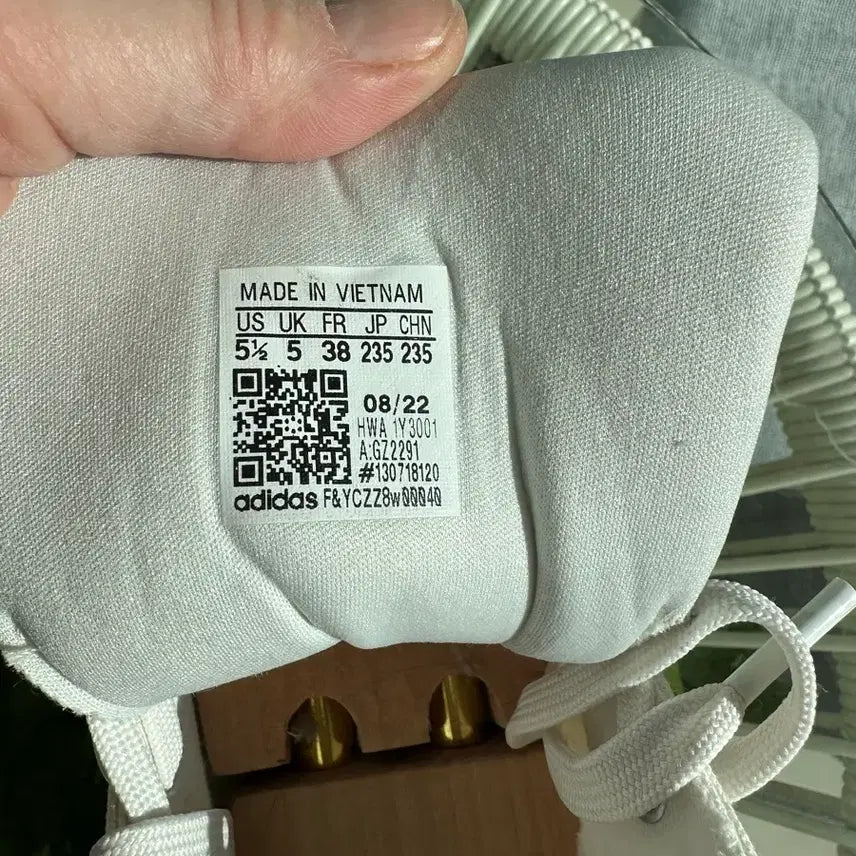 MADE IN VIETNAM
US UK FR JP CHN
5½ 5 38 235 235
08/22
HWA 1Y3001
A:GZ2291
#130718120
adidas F&YCZZ8w00040